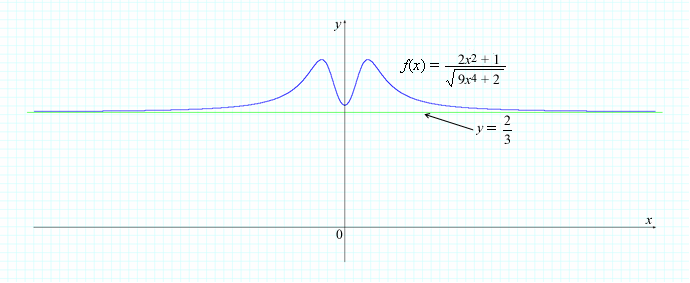 y
f(x) = 2x² + 1
√9x⁴ + 2
y = 2
3
x
0